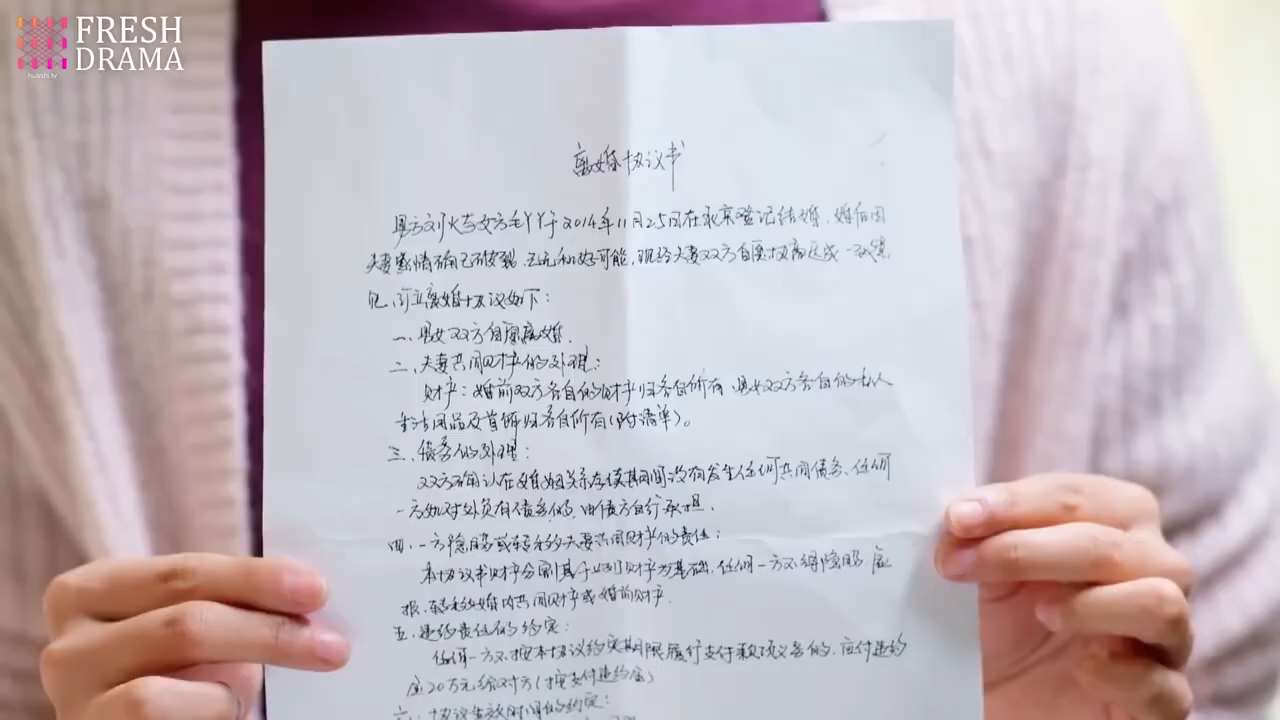 FRESH
DRAMA
huashi.tv
离婚协议书
男方刘火与女方毛丫丫于2014年11月25日在北京登记结婚,婚后因
夫妻感情确已破裂,已无和好可能,现经夫妻双方自愿协商达成一致意
见,订立离婚协议如下:
一、男女双方自愿离婚.
二、夫妻共同财产的处理:
财产:婚前双方各自的财产归各自所有,男女双方各自的私人
生活用品及首饰归各自所有(附清单)。
三、债务的处理:
双方确认在婚姻关系存续期间没有发生任何共同债务、任何
一方如对外负有债务的,由债方自行承担.
四、一方隐瞒或转移夫妻共同财产的责任:
本协议书财产分割基于 财产为基础,任何一方不得隐瞒,虚
报,转移婚内共同财产或婚前财产.
五、违约责任的约定:
任何一方不按本协议约定期限履行支付款项义务的,应付违约
金20万元给对方(按支付违约金)
六、协议生效时间的约定: